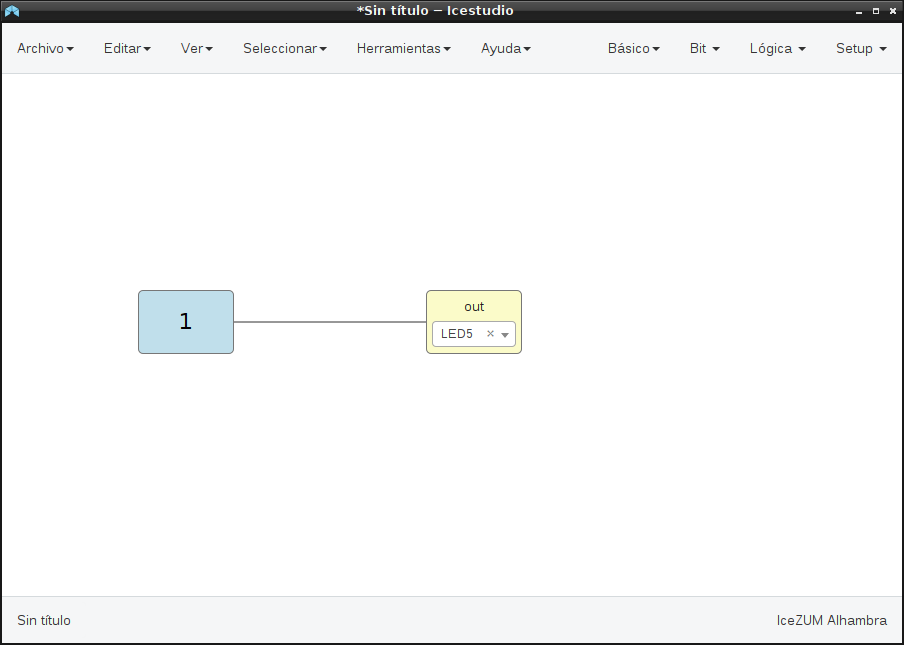 *Sin título – Icestudio
Archivo Editar Ver Seleccionar Herramientas Ayuda Básico Bit Lógica Setup
1
out
LED5
Sin título
IceZUM Alhambra